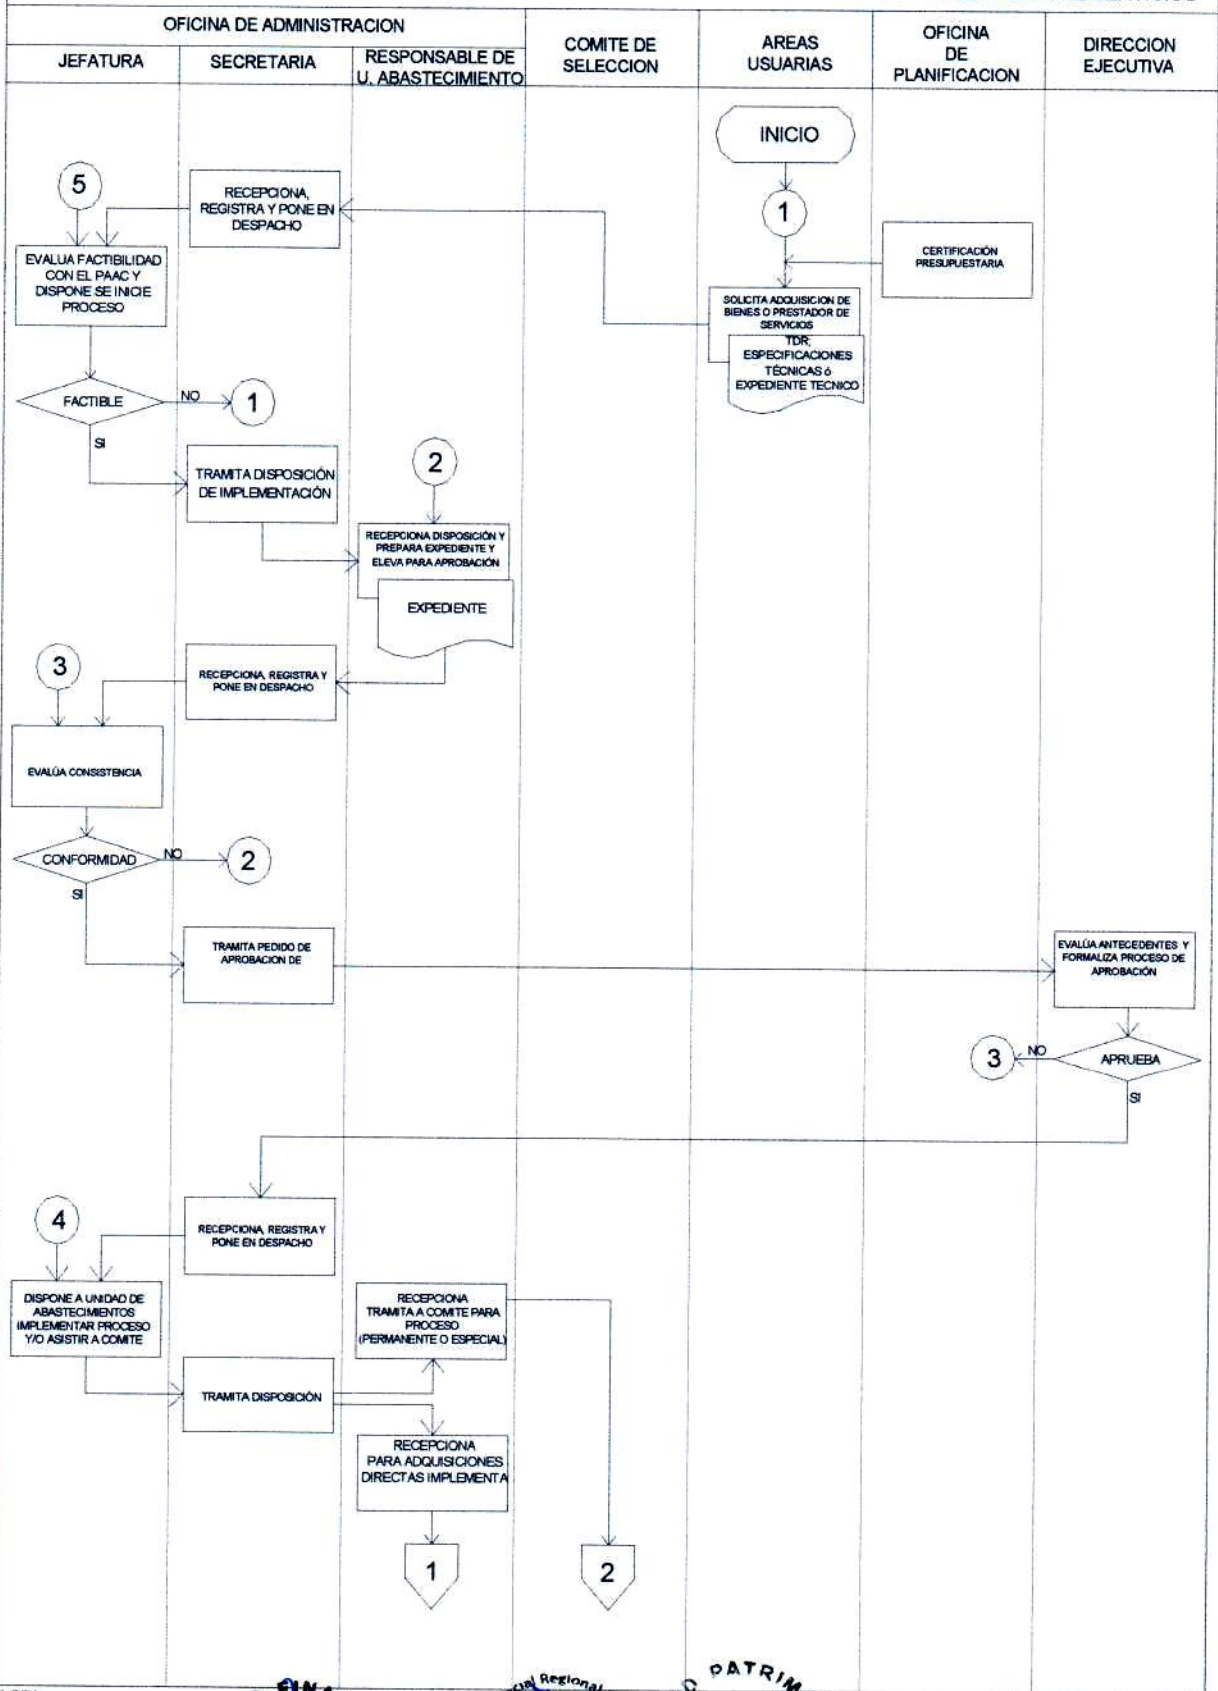 OFICINA DE ADMINISTRACION
JEFATURA
SECRETARIA
RESPONSABLE DE
U. ABASTECIMIENTO
COMITE DE
SELECCION
AREAS
USUARIAS
OFICINA
DE
PLANIFICACION
DIRECCION
EJECUTIVA
INICIO
1
5
RECEPCIONA,
REGISTRA Y PONE EN
DESPACHO
EVALUA FACTIBILIDAD
CON EL PAAC Y
DISPONE SE INICIE
PROCESO
CERTIFICACIÓN
PRESUPUESTARIA
SOLICITA ADQUISICION DE
BIENES O PRESTADOR DE
SERVICIOS
TDR;
ESPECIFICACIONES
TÉCNICAS ó
EXPEDIENTE TECNICO
FACTIBLE
NO
1
SI
TRAMITA DISPOSICIÓN
DE IMPLEMENTACIÓN
2
RECEPCIONA DISPOSICIÓN Y
PREPARA EXPEDIENTE Y
ELEVA PARA APROBACIÓN
EXPEDIENTE
3
RECEPCIONA, REGISTRA Y
PONE EN DESPACHO
EVALÚA CONSISTENCIA
CONFORMIDAD
NO
2
SI
TRAMITA PEDIDO DE
APROBACION DE
EVALÚA ANTECEDENTES Y
FORMALIZA PROCESO DE
APROBACIÓN
3
NO
APRUEBA
SI
4
RECEPCIONA, REGISTRA Y
PONE EN DESPACHO
DISPONE A UNIDAD DE
ABASTECIMIENTOS
IMPLEMENTAR PROCESO
Y/O ASISTIR A COMITE
RECEPCIONA
TRAMITA A COMITE PARA
PROCESO
(PERMANENTE O ESPECIAL)
TRAMITA DISPOSICIÓN
RECEPCIONA
PARA ADQUISICIONES
DIRECTAS IMPLEMENTA
1
2
Regional
PATRIM